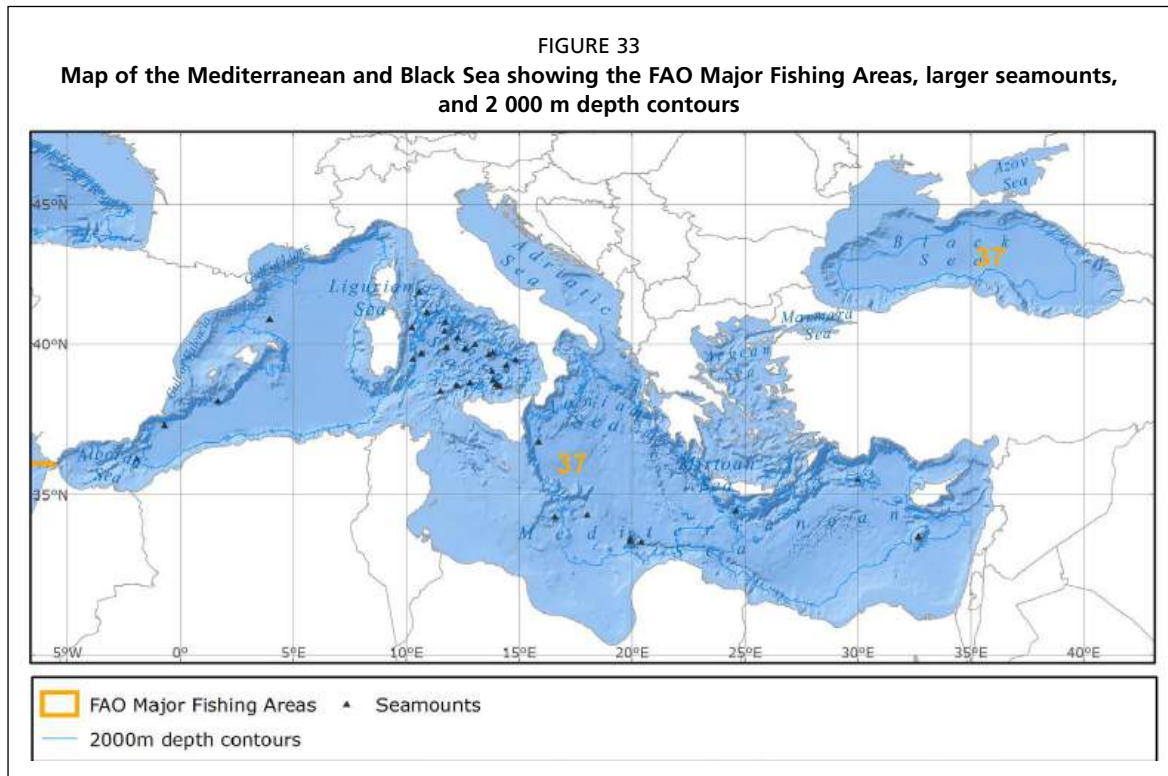 FIGURE 33
Map of the Mediterranean and Black Sea showing the FAO Major Fishing Areas, larger seamounts,
and 2 000 m depth contours
Azov
Sea
45°N
Black
Sea
37
Adriatic
Sea
Ligurian
Sea
Marmara
Sea
40°N
Aegean
Sea
Ionian
Sea
Alboran
Sea
37
Mirtoan
35°N
Mediterranean
Sea
5°W
0°
5°E
10°E
15°E
20°E
25°E
30°E
35°E
40°E
FAO Major Fishing Areas
Seamounts
2000m depth contours